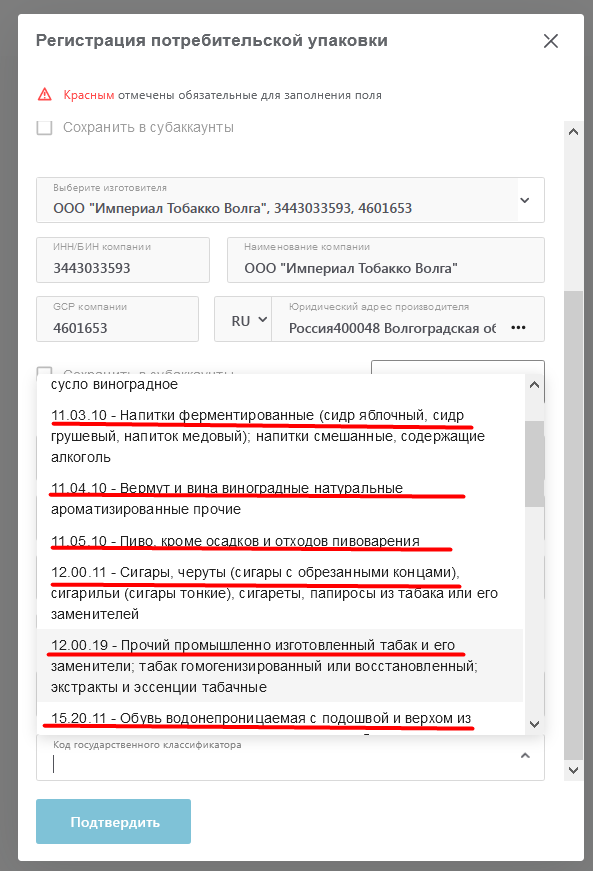 Регистрация потребительской упаковки
Красным отмечены обязательные для заполнения поля
Сохранить в субаккаунты
Выберите изготовителя
ООО "Империал Тобакко Волга", 3443033593, 4601653
ИНН/БИН компании
3443033593
Наименование компании
ООО "Империал Тобакко Волга"
GCP компании
4601653
RU
Юридический адрес производителя
Россия400048 Волгоградская об
•••
Сохранить в субаккаунты
сусло виноградное
11.03.10 - Напитки ферментированные (сидр яблочный, сидр
грушевый, напиток медовый); напитки смешанные, содержащие
алкоголь
11.04.10 - Вермут и вина виноградные натуральные
ароматизированные прочие
11.05.10 - Пиво, кроме осадков и отходов пивоварения
12.00.11 - Сигары, черуты (сигары с обрезанными концами),
сигарильи (сигары тонкие), сигареты, папиросы из табака или его
заменителей
12.00.19 - Прочий промышленно изготовленный табак и его
заменители; табак гомогенизированный или восстановленный;
экстракты и эссенции табачные
15.20.11 - Обувь водонепроницаемая с подошвой и верхом из
Код государственного классификатора
Подтвердить